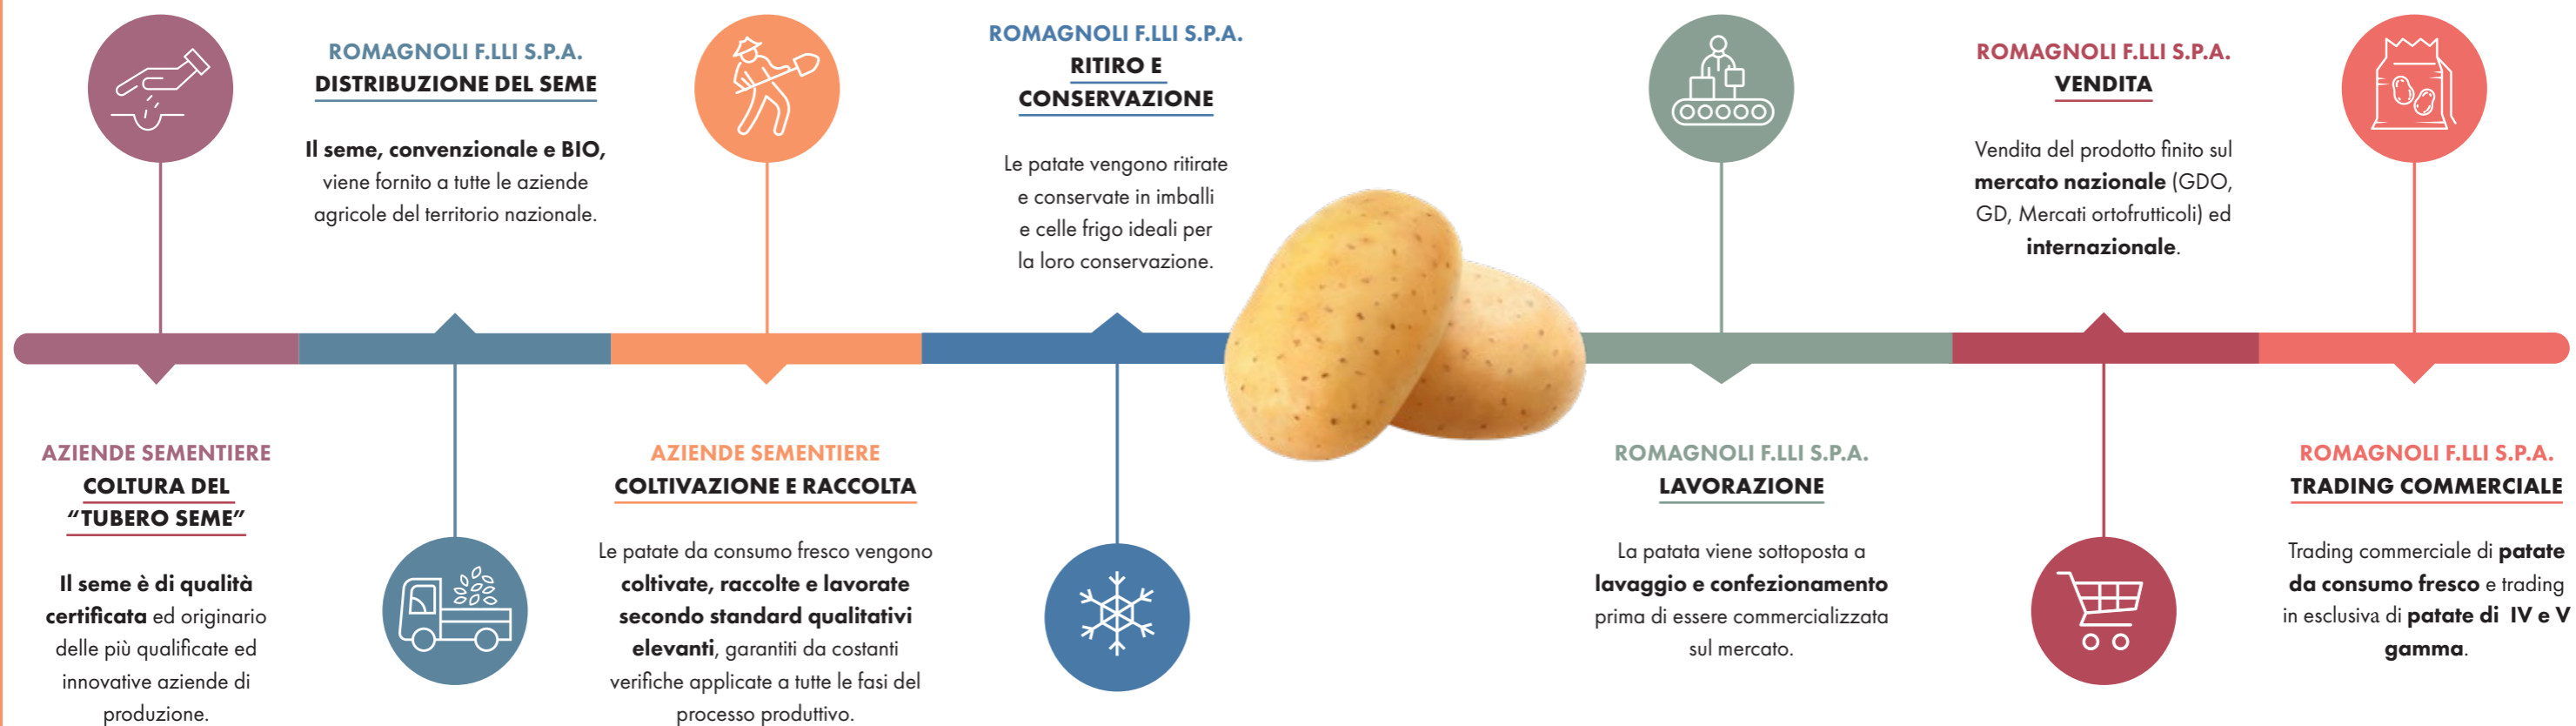 AZIENDE SEMENTIERE
COLTURA DEL
“TUBERO SEME”
Il seme è di qualità
certificata ed originario
delle più qualificate ed
innovative aziende di
produzione.
ROMAGNOLI F.LLI S.P.A.
DISTRIBUZIONE DEL SEME
Il seme, convenzionale e BIO,
viene fornito a tutte le aziende
agricole del territorio nazionale.
AZIENDE SEMENTIERE
COLTIVAZIONE E RACCOLTA
Le patate da consumo fresco vengono
coltivate, raccolte e lavorate
secondo standard qualitativi
elevanti, garantiti da costanti
verifiche applicate a tutte le fasi del
processo produttivo.
ROMAGNOLI F.LLI S.P.A.
RITIRO E
CONSERVAZIONE
Le patate vengono ritirate
e conservate in imballi
e celle frigo ideali per
la loro conservazione.
ROMAGNOLI F.LLI S.P.A.
LAVORAZIONE
La patata viene sottoposta a
lavaggio e confezionamento
prima di essere commercializzata
sul mercato.
ROMAGNOLI F.LLI S.P.A.
VENDITA
Vendita del prodotto finito sul
mercato nazionale (GDO,
GD, Mercati ortofrutticoli) ed
internazionale.
ROMAGNOLI F.LLI S.P.A.
TRADING COMMERCIALE
Trading commerciale di patate
da consumo fresco e trading
in esclusiva di patate di IV e V
gamma.